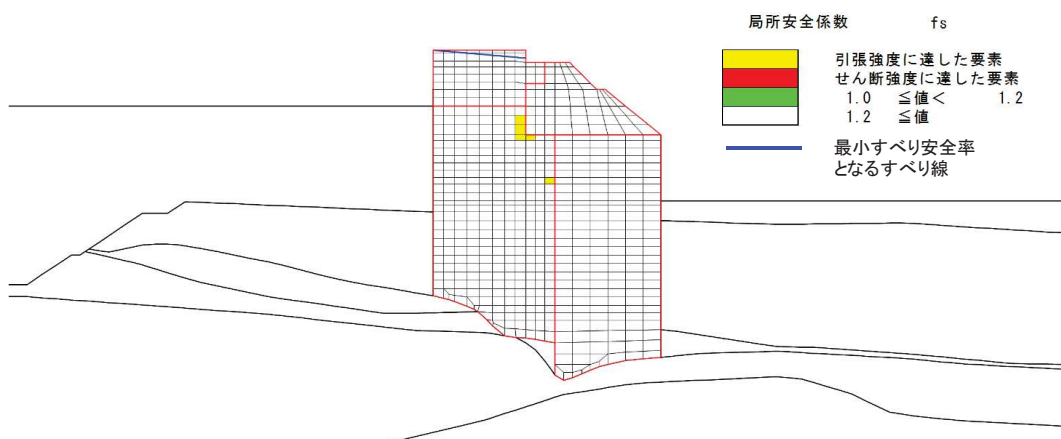 局所安全係数 fs
引張強度に達した要素
せん断強度に達した要素
1.0 ≦値＜ 1.2
1.2 ≦値
最小すべり安全率
となるすべり線